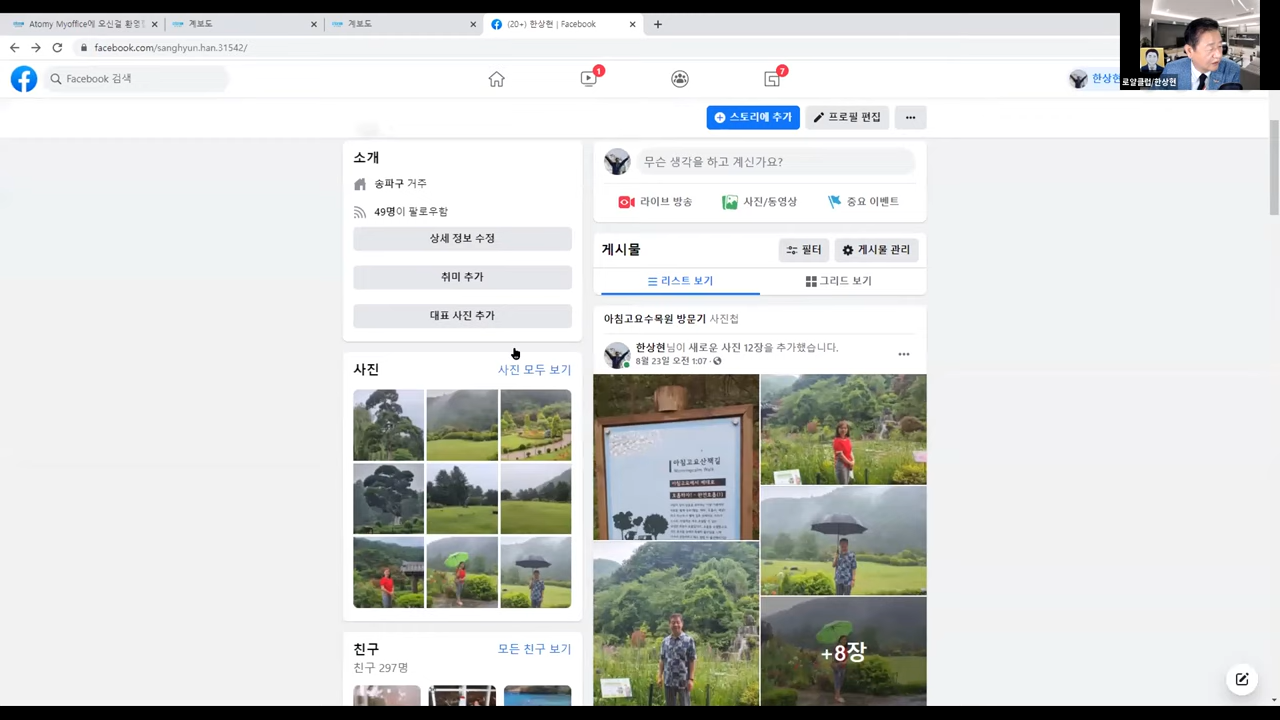 Atomy Myoffice에 오신걸 환영!
계보도
계보도
(20+) 한상현 | Facebook
facebook.com/sanghyun.han.31542/
로얄클럽/한상현
Facebook 검색
1
7
한상현
스토리에 추가
프로필 편집
소개
송파구 거주
49명이 팔로우함
상세 정보 수정
취미 추가
대표 사진 추가
사진
사진 모두 보기
친구
모든 친구 보기
친구 297명
무슨 생각을 하고 계신가요?
라이브 방송
사진/동영상
중요 이벤트
게시물
필터
게시물 관리
리스트 보기
그리드 보기
아침고요수목원 방문기 사진첩
한상현님이 새로운 사진 12장을 추가했습니다.
8월 23일 오전 1:07
아침고요산책길
+8장